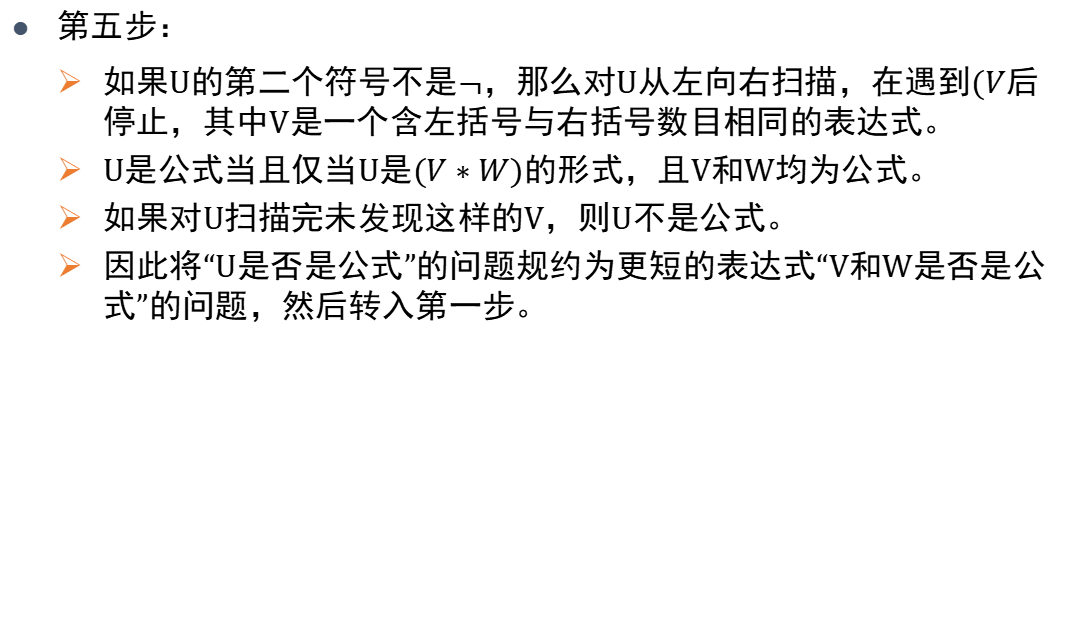 第五步：
如果U的第二个符号不是¬，那么对U从左向右扫描，在遇到(V后
停止，其中V是一个含左括号与右括号数目相同的表达式。
U是公式当且仅当U是(V ∗ W)的形式，且V和W均为公式。
如果对U扫描完未发现这样的V，则U不是公式。
因此将“U是否是公式”的问题规约为更短的表达式“V和W是否是公
式”的问题，然后转入第一步。